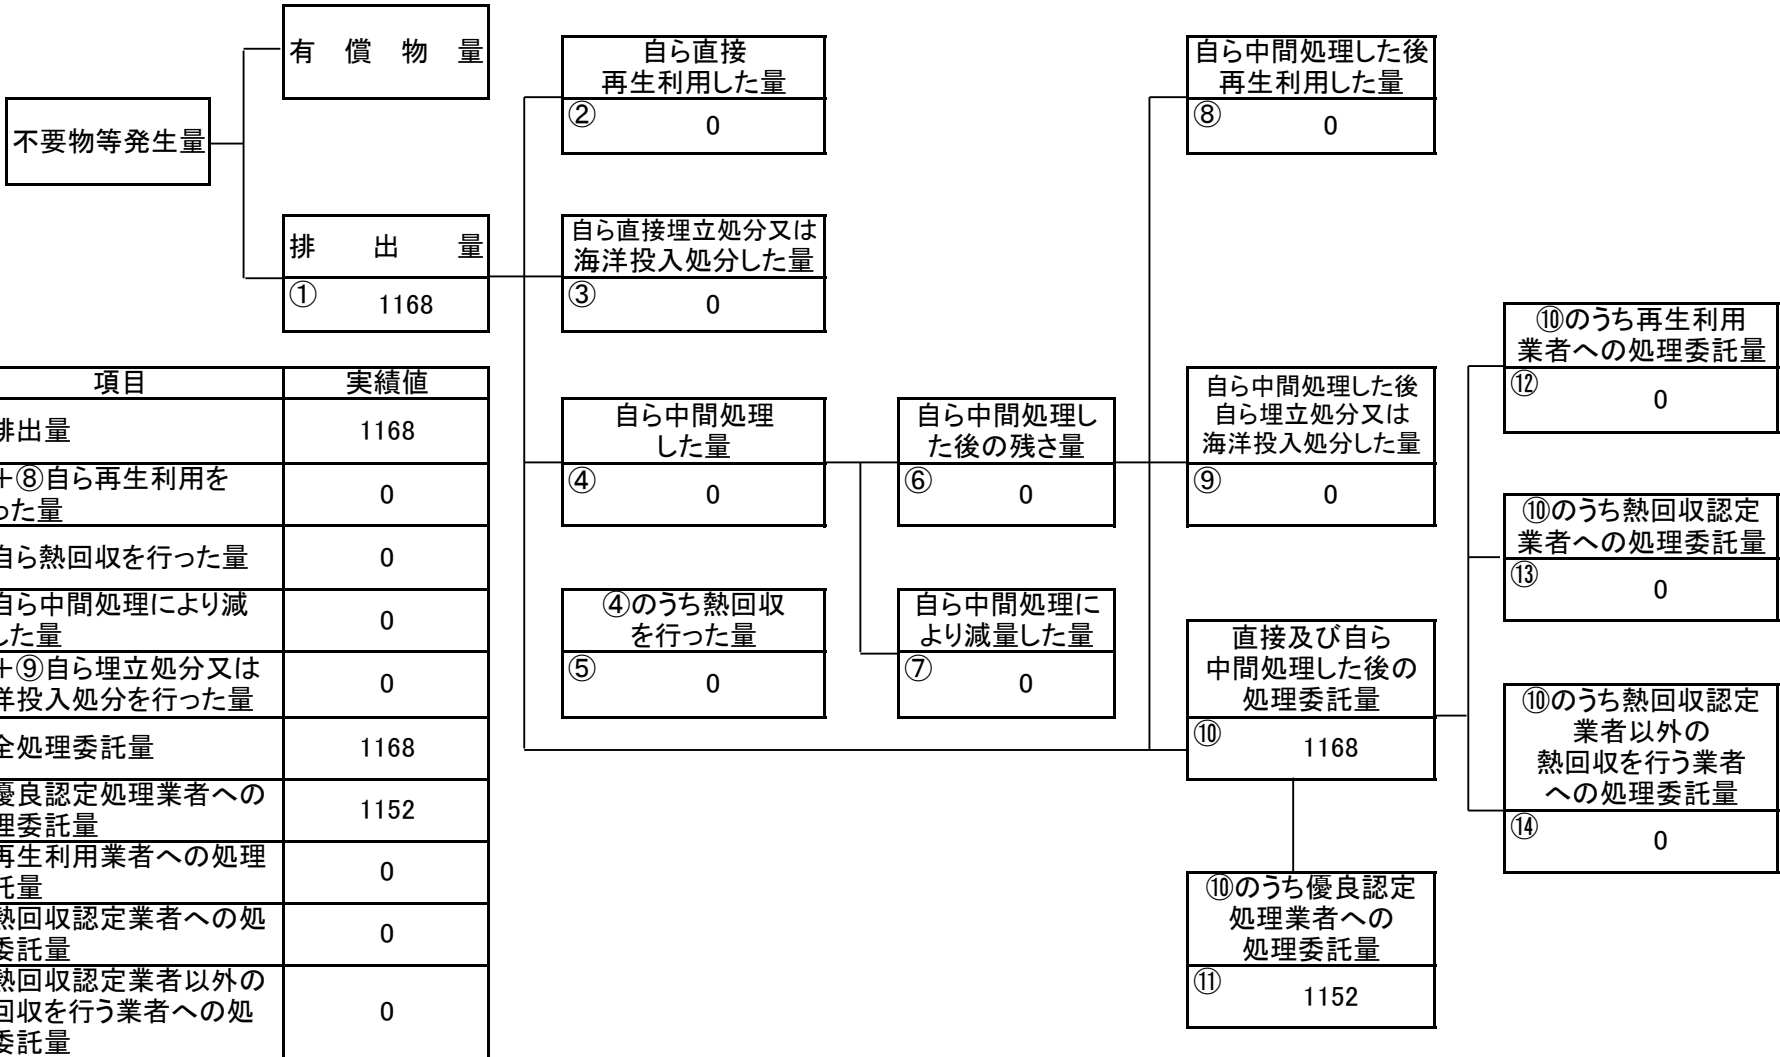 有償物量
不要物等発生量
排出量
①
1168
自ら直接
再生利用した量
②
0
自ら直接埋立処分又は
海洋投入処分した量
③
0
自ら中間処理
した量
④
0
④のうち熱回収
を行った量
⑤
0
自ら中間処理し
た後の残さ量
⑥
0
自ら中間処理に
より減量した量
⑦
0
自ら中間処理した後
再生利用した量
⑧
0
自ら中間処理した後
自ら埋立処分又は
海洋投入処分した量
⑨
0
直接及び自ら
中間処理した後の
処理委託量
⑩
1168
⑩のうち優良認定
処理業者への
処理委託量
⑪
1152
⑩のうち再生利用
業者への処理委託量
⑫
0
⑩のうち熱回収認定
業者への処理委託量
⑬
0
⑩のうち熱回収認定
業者以外の
熱回収を行う業者
への処理委託量
⑭
0
項目 実績値
排出量 1168
+⑧自ら再生利用を
った量 0
自ら熱回収を行った量 0
自ら中間処理により減
した量 0
+⑨自ら埋立処分又は
洋投入処分を行った量 0
全処理委託量 1168
優良認定処理業者への
理委託量 1152
再生利用業者への処理
託量 0
熱回収認定業者への処
委託量 0
熱回収認定業者以外の
回収を行う業者への処
委託量 0